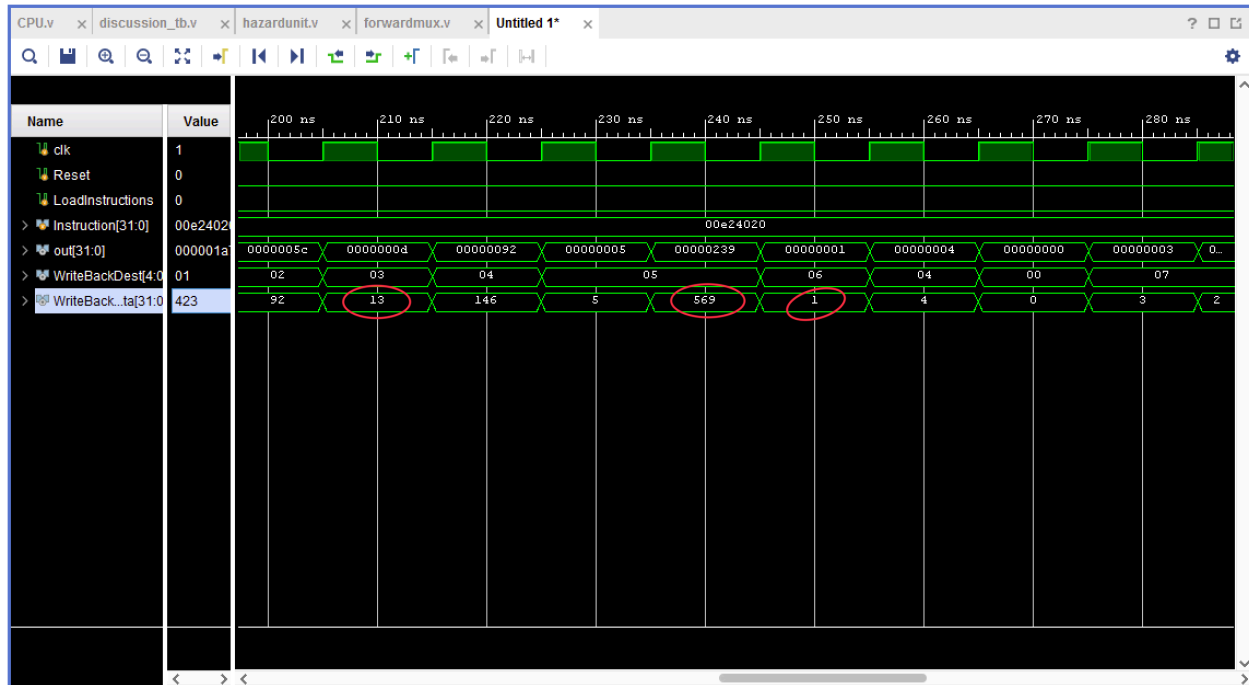 CPU.v × discussion_tb.v × hazardunit.v × forwardmux.v × Untitled 1* ×
Name Value 200 ns 210 ns 220 ns 230 ns 240 ns 250 ns 260 ns 270 ns 280 ns
clk 1
Reset 0
LoadInstructions 0
Instruction[31:0] 00e24020 00e24020
out[31:0] 000001a 0000005c 0000000d 00000092 00000005 00000239 00000001 00000004 00000000 00000003 0...
WriteBackDest[4:0 01 02 03 04 05 06 04 00 07
WriteBack...ta[31:0 423 92 13 146 5 569 1 4 0 3 2